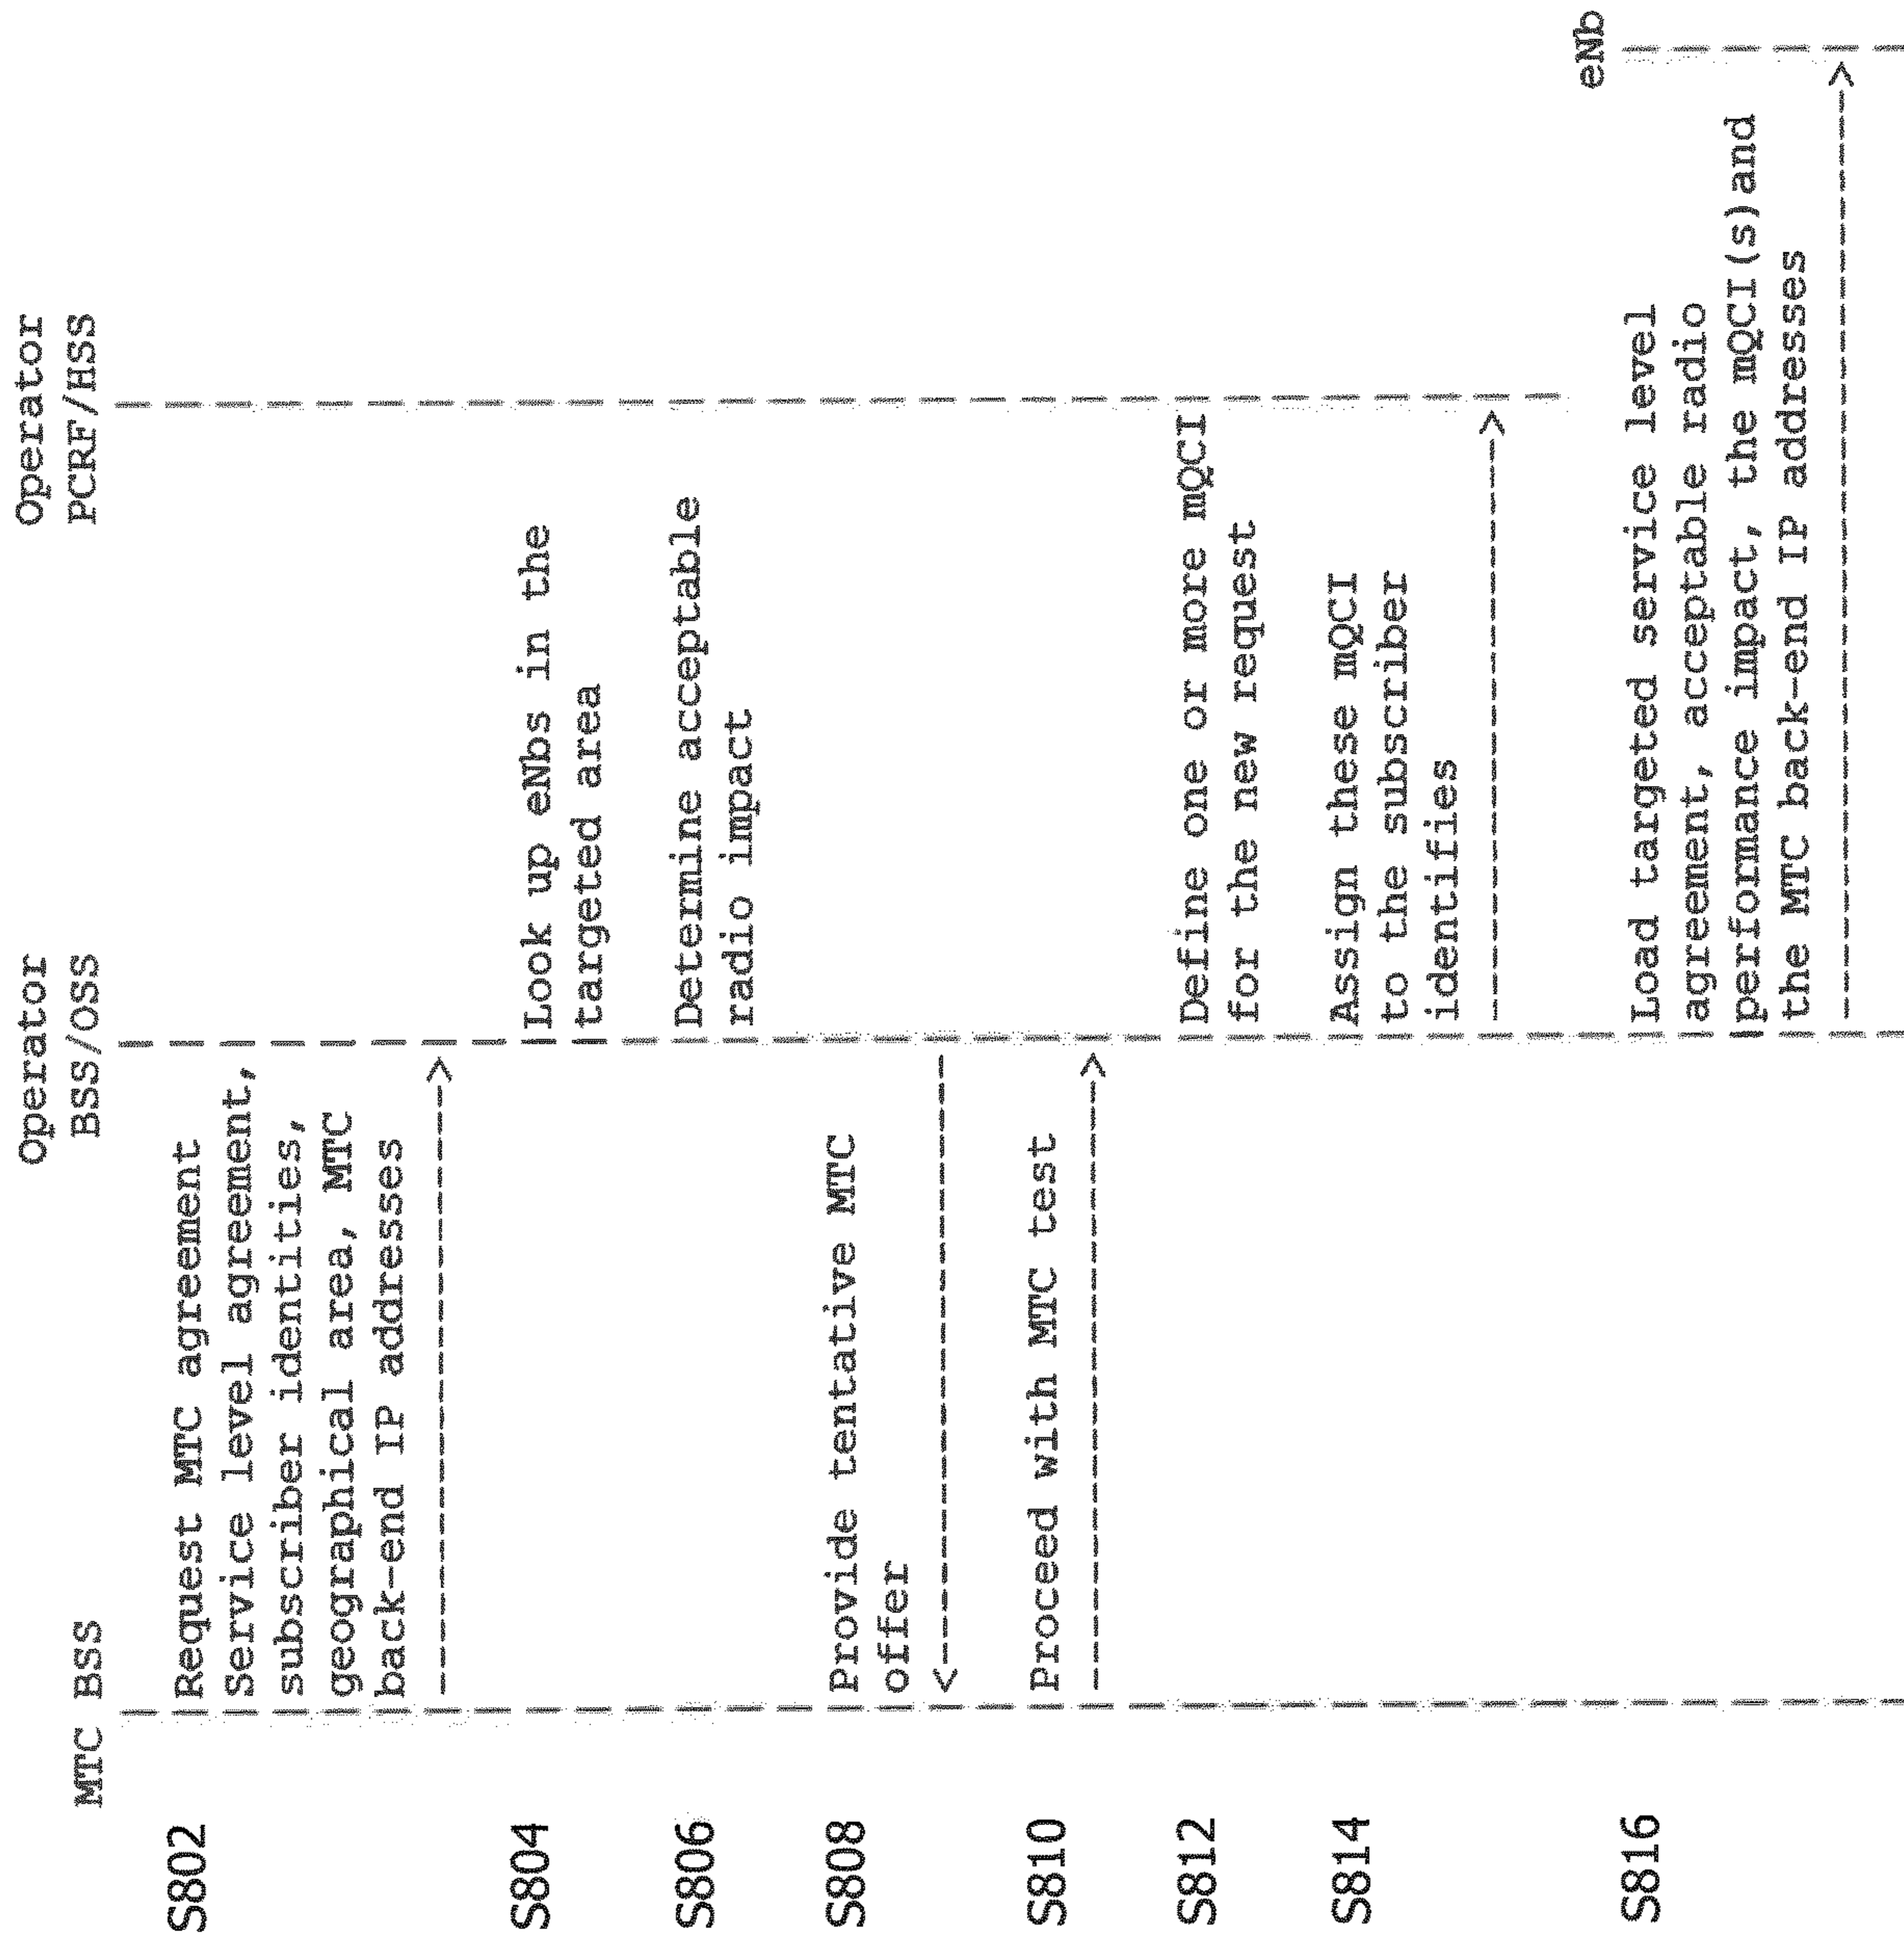 MTC BSS
Operator
BSS/OSS
Operator
PCRF/HSS
S802
Request MTC agreement
Service level agreement,
subscriber identities,
geographical area, MTC
back-end IP addresses
S804
Look up eNbs in the
targeted area
S806
Determine acceptable
radio impact
S808
Provide tentative MTC
offer
S810
Proceed with MTC test
S812
Define one or more mQCI
for the new request
S814
Assign these mQCI
to the subscriber
identifies
eNb
S816
Load targeted service level
agreement, acceptable radio
performance impact, the mQCI(s)and
the MTC back-end IP addresses